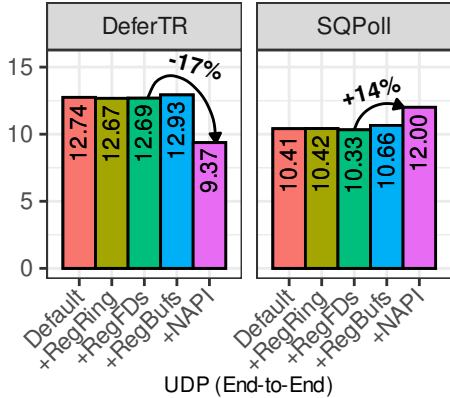 DeferTR
SQPoll
15
10
5
0
-17%
12.74
12.67
12.69
12.93
9.37
+14%
10.41
10.42
10.33
10.66
12.00
Default
+RegRing
+RegFDs
+RegBufs
+NAPI
Default
+RegRing
+RegFDs
+RegBufs
+NAPI
UDP (End-to-End)